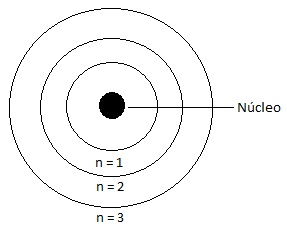 Núcleo
n = 1
n = 2
n = 3